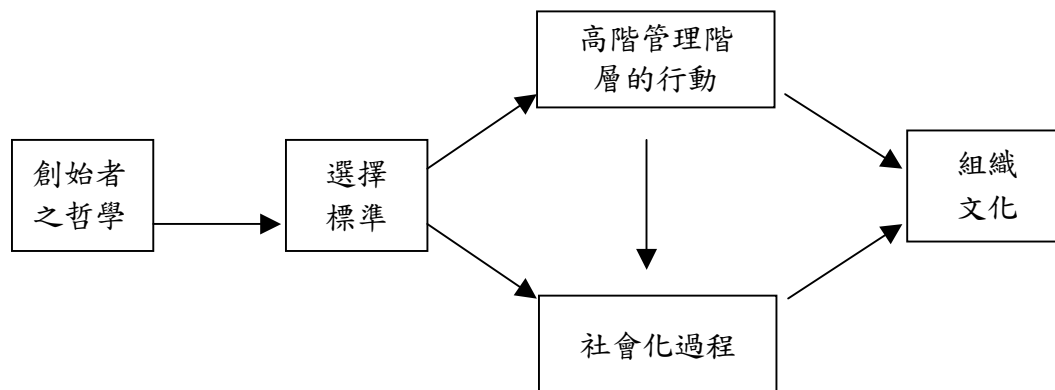 高階管理階
層的行動
創始者
之哲學
選擇
標準
組織
文化
社會化過程